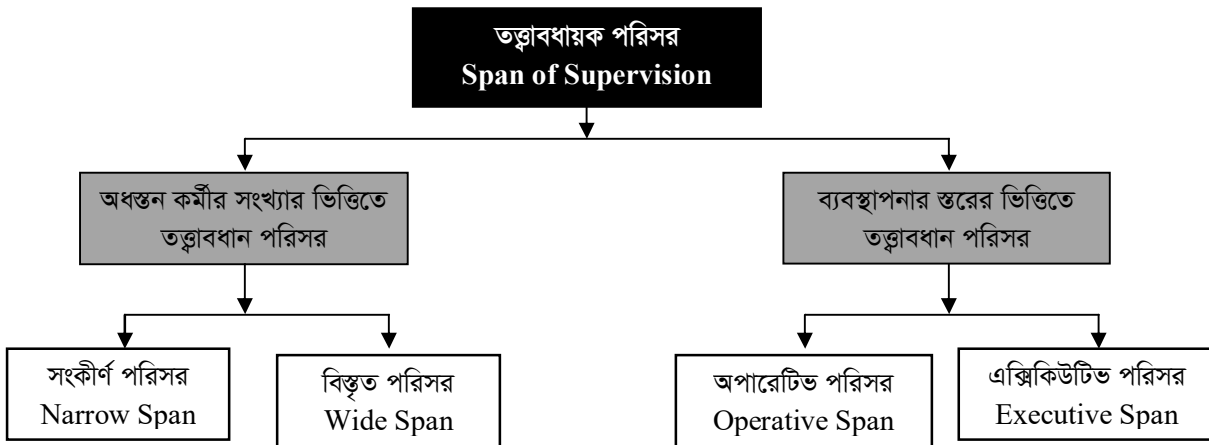 তত্ত্বাবধায়ক পরিসর
Span of Supervision
অধস্তন কর্মীর সংখ্যার ভিত্তিতে
তত্ত্বাবধান পরিসর
ব্যবস্থাপনার স্তরের ভিত্তিতে
তত্ত্বাবধান পরিসর
সংকীর্ণ পরিসর
Narrow Span
বিস্তৃত পরিসর
Wide Span
অপারেটিভ পরিসর
Operative Span
এক্সিকিউটিভ পরিসর
Executive Span